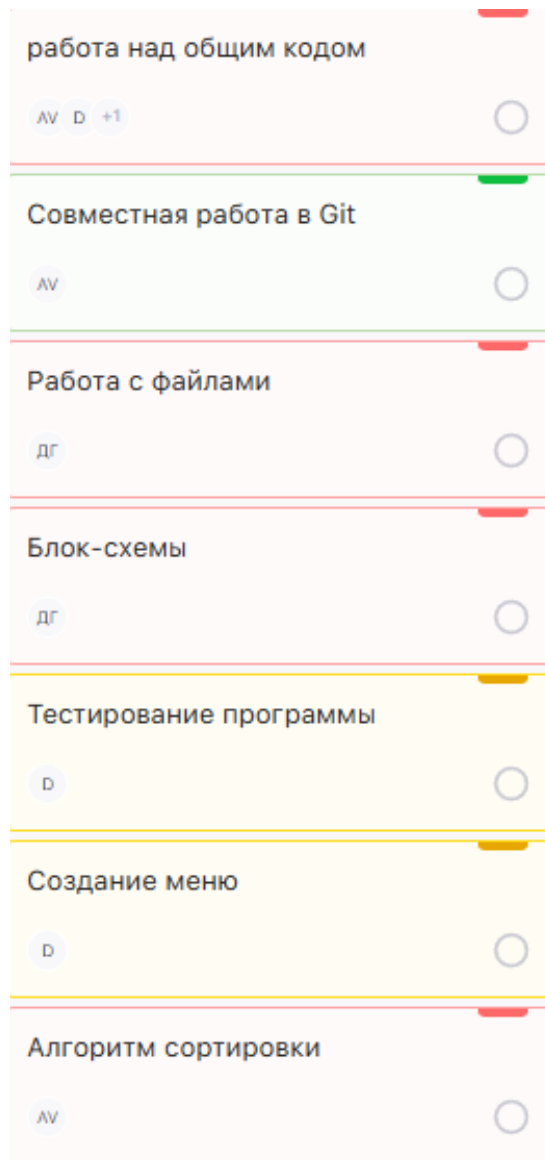 работа над общим кодом
AV D +1
Совместная работа в Git
AV
Работа с файлами
ДГ
Блок-схемы
ДГ
Тестирование программы
D
Создание меню
D
Алгоритм сортировки
AV